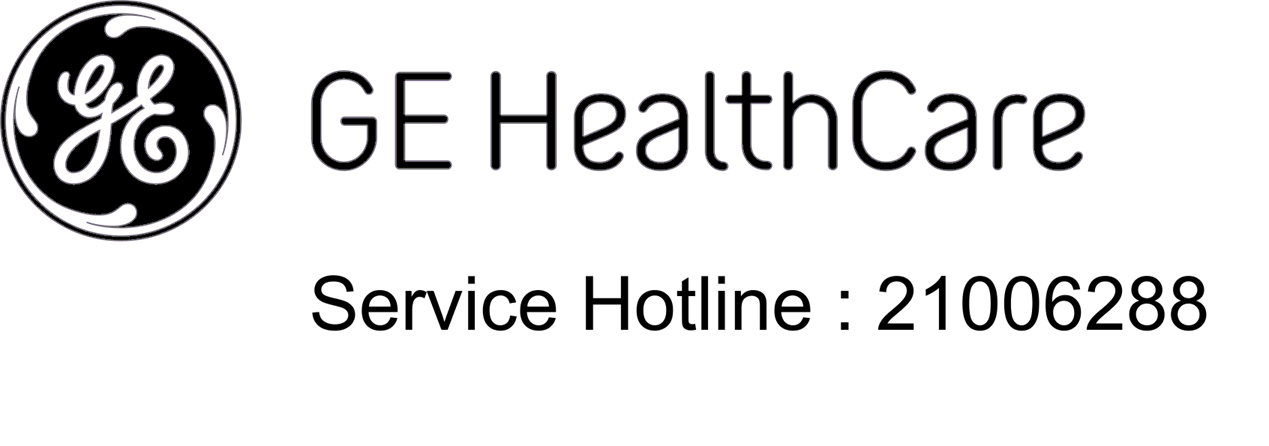 GE GE HealthCare
Service Hotline : 21006288